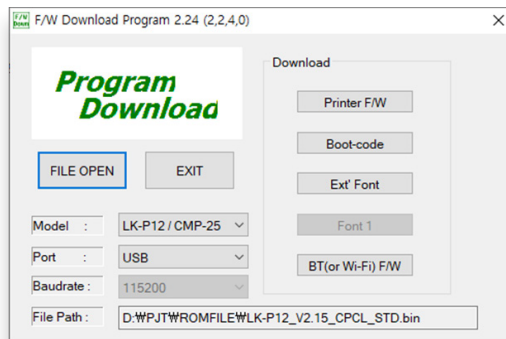 F/W Download Program 2.24 (2,2,4,0)
Program
Download
FILE OPEN
EXIT
Model :
LK-P12 / CMP-25
Port :
USB
Baudrate :
115200
File Path :
D:₩PJT₩ROMFILE₩LK-P12_V2.15_CPCL_STD.bin
Download
Printer F/W
Boot-code
Ext' Font
Font 1
BT(or Wi-Fi) F/W